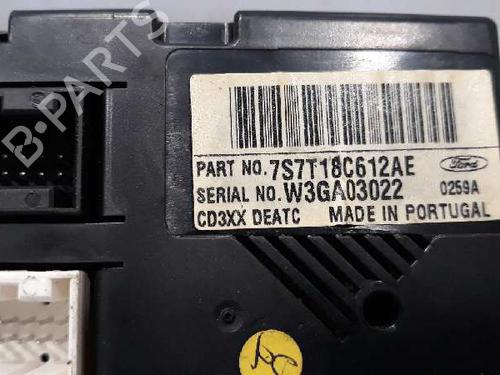 B-PARTS
PART NO. 7S7T18C612AE Ford
SERIAL NO. W3GA03022 0259A
CD3XX DEATC MADE IN PORTUGAL